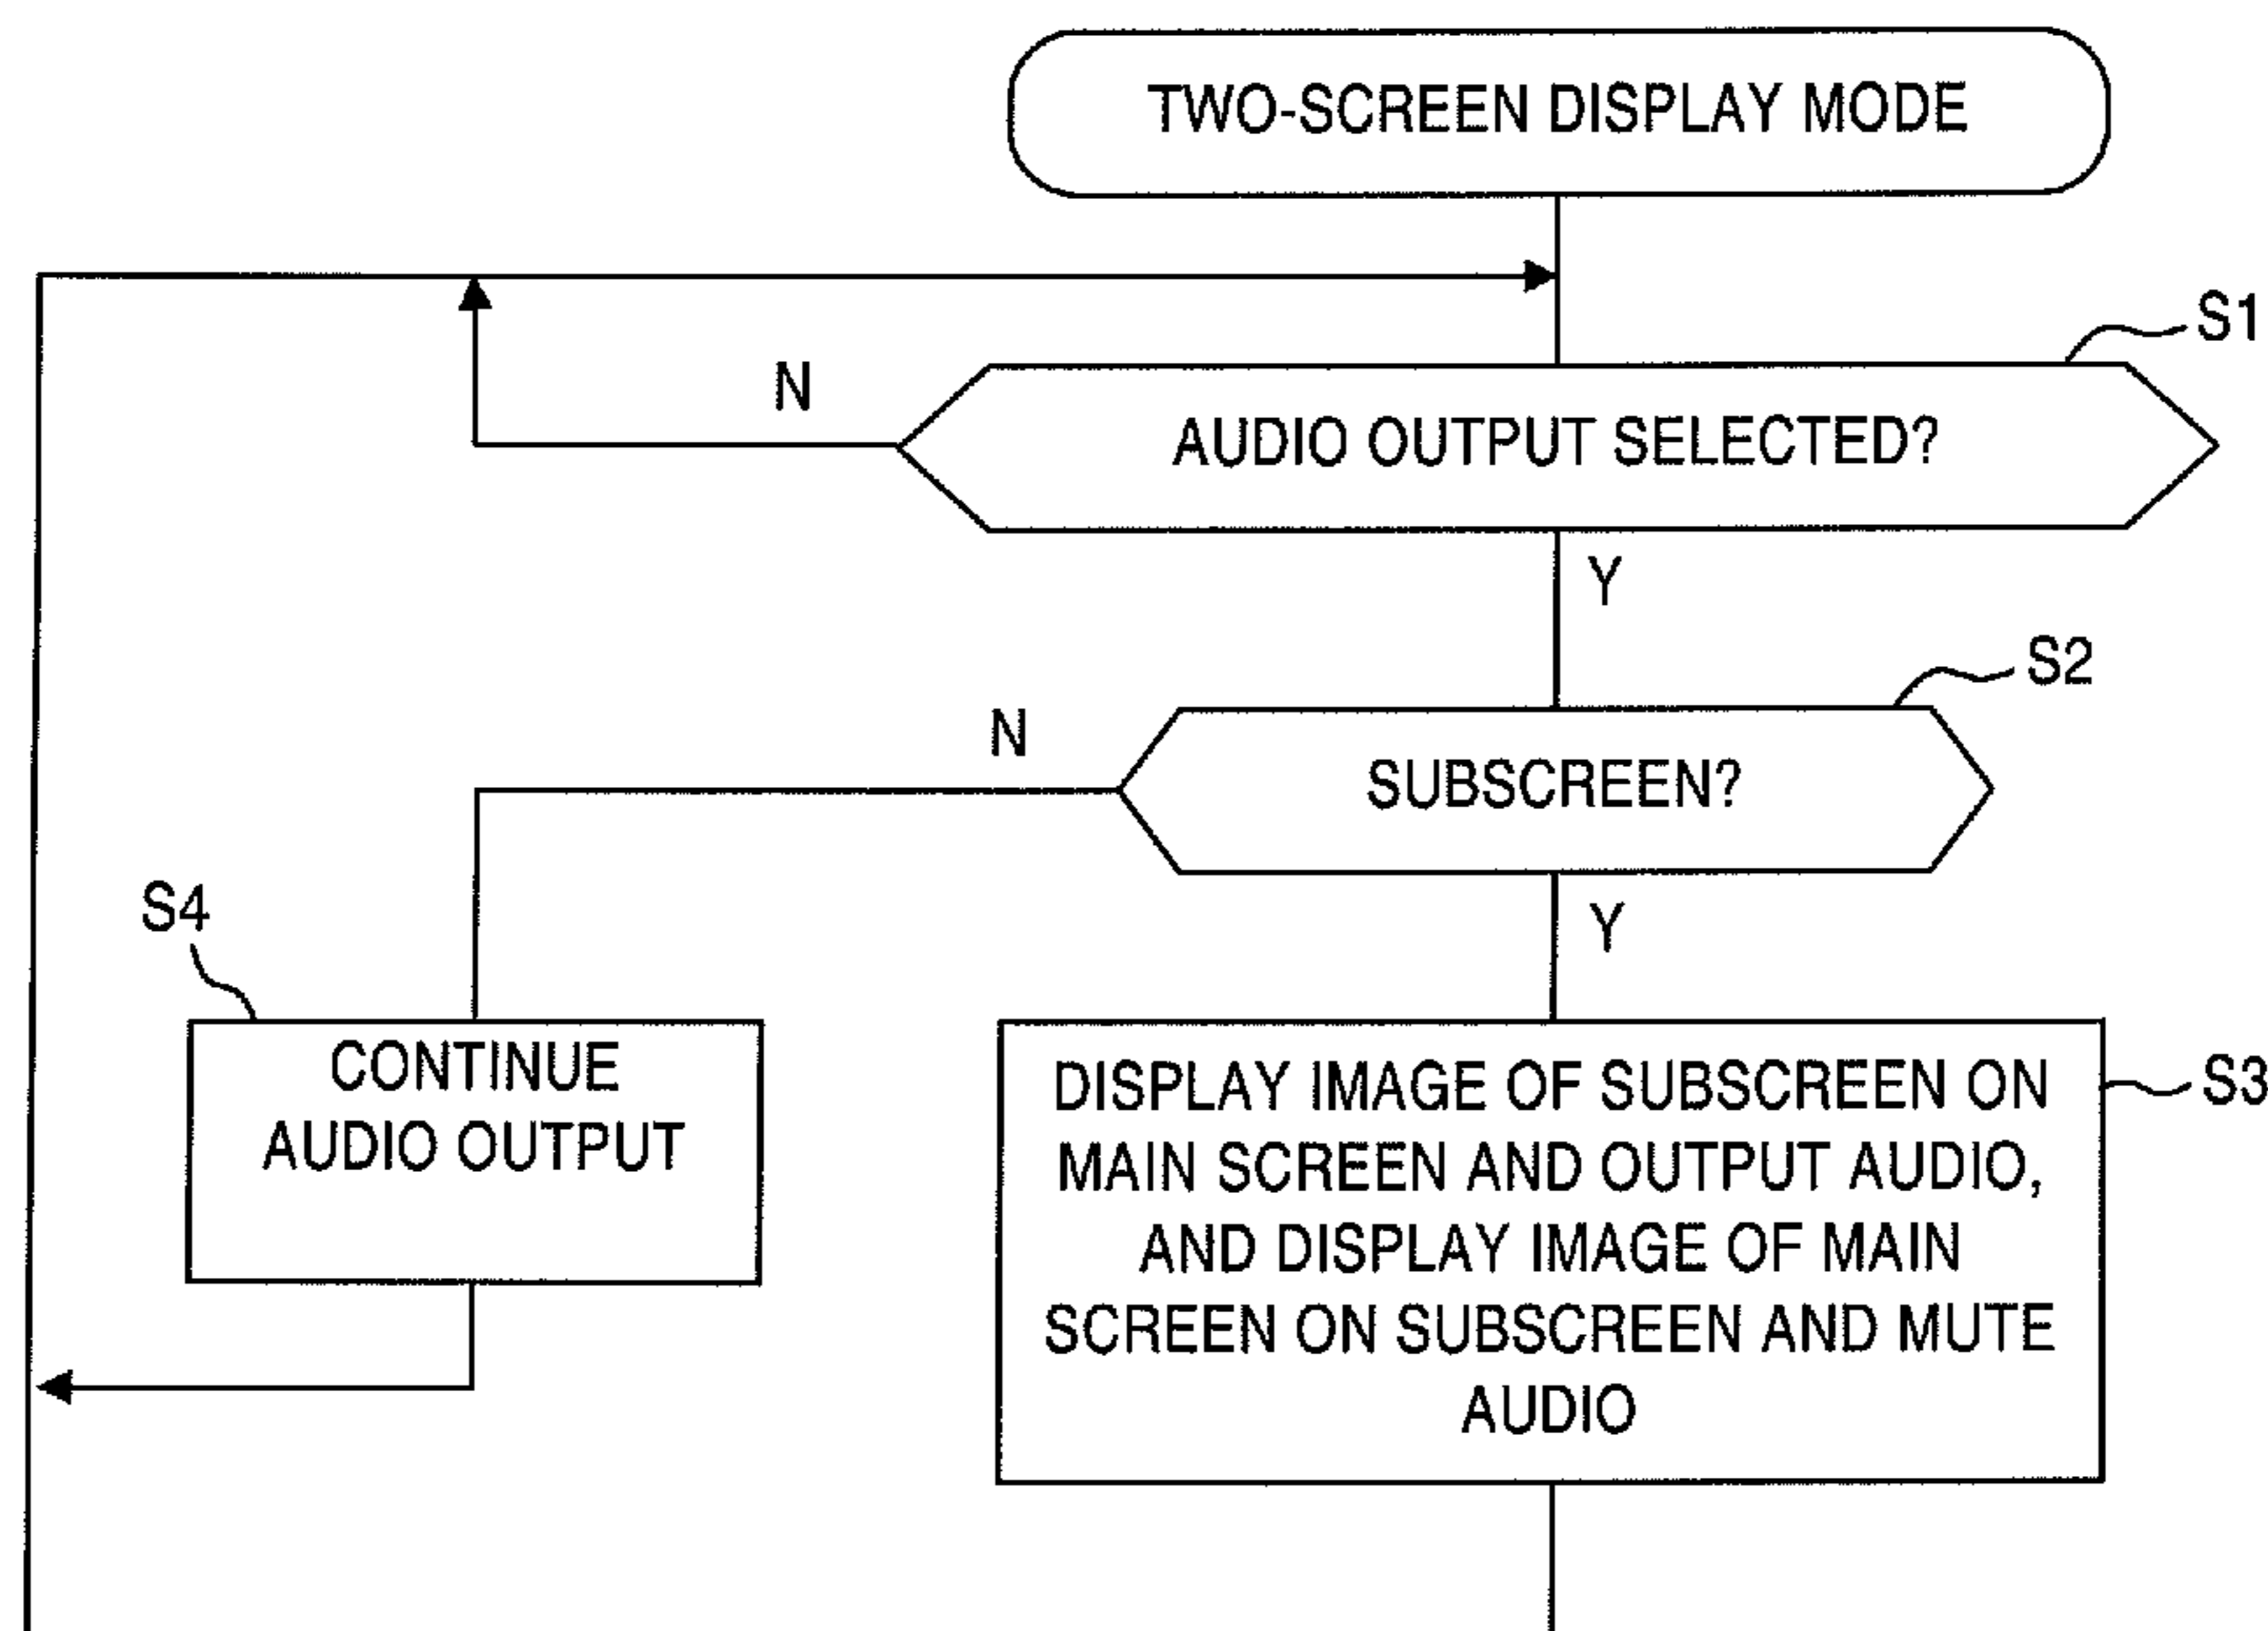 TWO-SCREEN DISPLAY MODE
S1
N
AUDIO OUTPUT SELECTED?
Y
S2
N
SUBSCREEN?
Y
S4
CONTINUE
AUDIO OUTPUT
S3
DISPLAY IMAGE OF SUBSCREEN ON
MAIN SCREEN AND OUTPUT AUDIO,
AND DISPLAY IMAGE OF MAIN
SCREEN ON SUBSCREEN AND MUTE
AUDIO